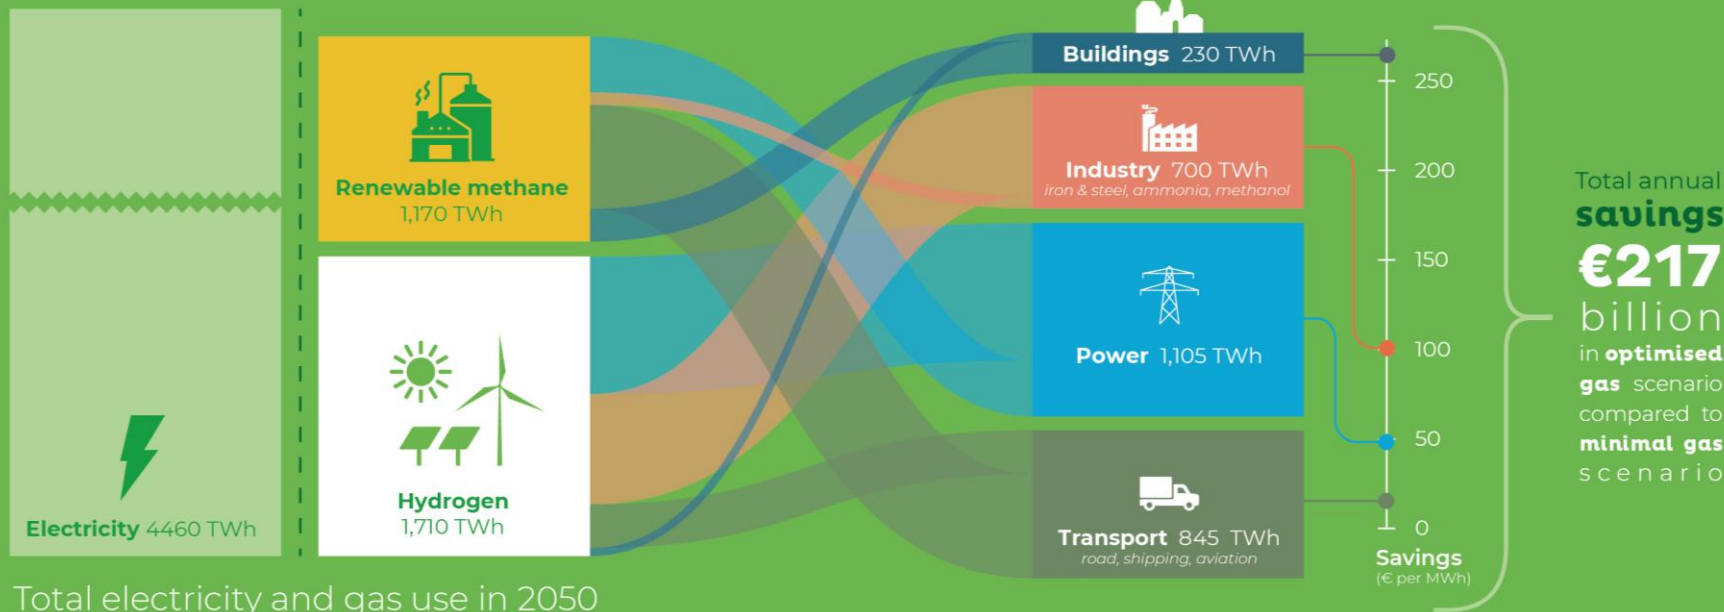 Electricity 4460 TWh
Renewable methane
1,170 TWh
Hydrogen
1,710 TWh
Buildings 230 TWh
Industry 700 TWh
iron & steel, ammonia, methanol
Power 1,105 TWh
Transport 845 TWh
road, shipping, aviation
250
200
150
100
50
0
Savings
(€ per MWh)
Total annual
savings
€217
billion
in optimised
gas scenario
compared to
minimal gas
scenario
Total electricity and gas use in 2050